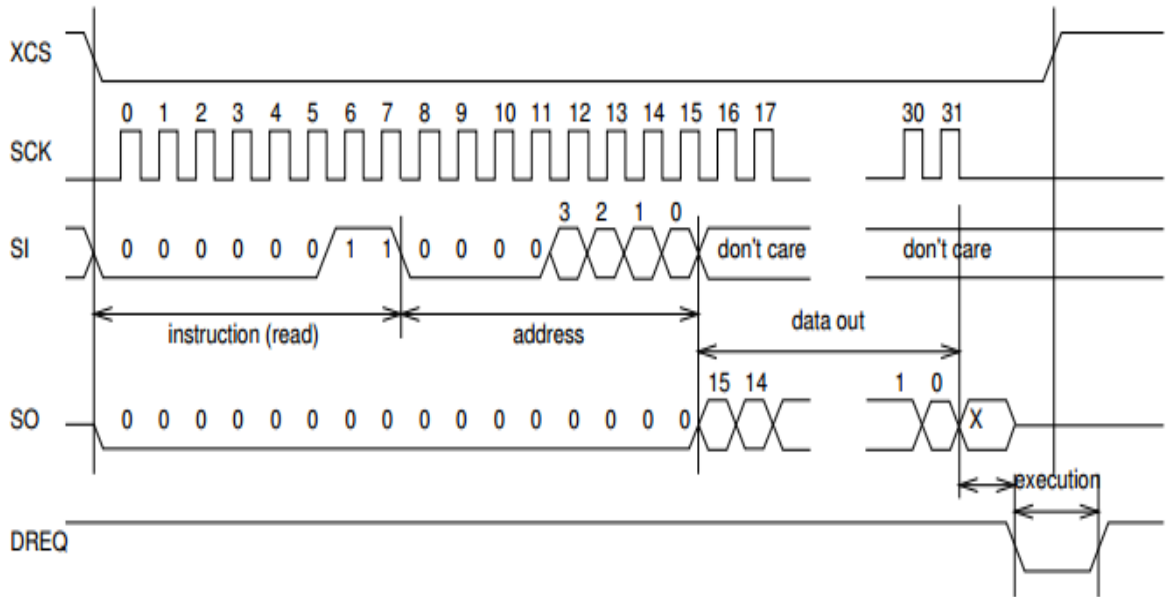 XCS
0 1 2 3 4 5 6 7 8 9 10 11 12 13 14 15 16 17 30 31
SCK
3 2 1 0
SI 0 0 0 0 0 0 1 1 0 0 0 0 don't care don't care
instruction (read) address data out
15 14 1 0
SO 0 0 0 0 0 0 0 0 0 0 0 0 0 0 0 0 X
execution
DREQ